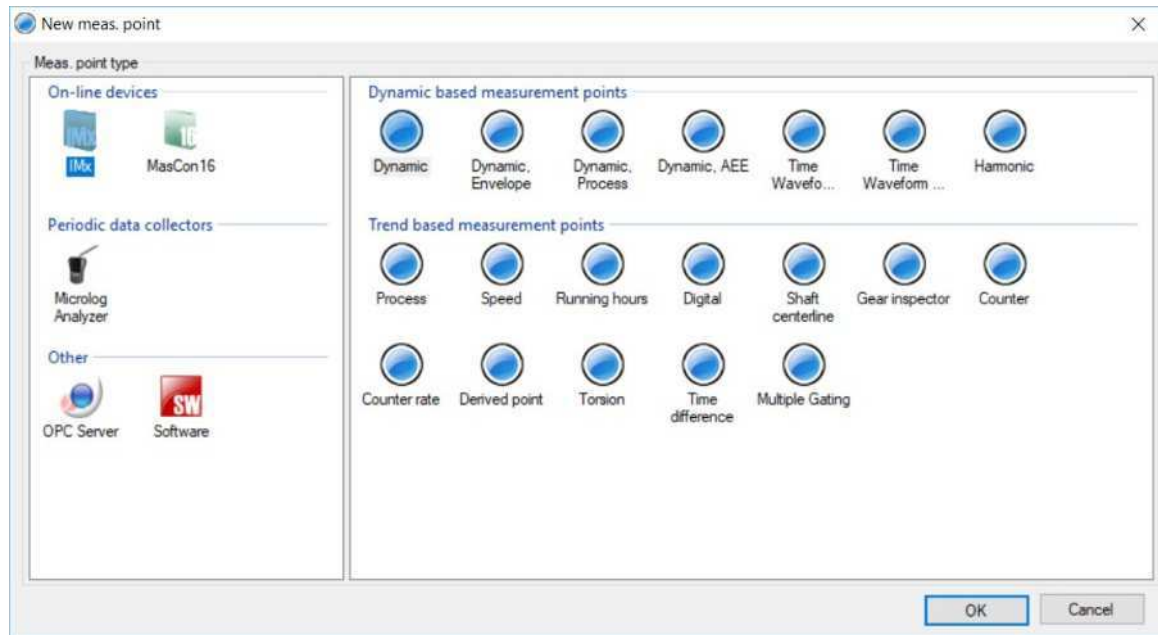 New meas. point
Meas. point type
On-line devices
IMx
16
IMx
MasCon16
Periodic data collectors
Microlog
Analyzer
Other
SW
OPC Server
Software
Dynamic based measurement points
Dynamic
Dynamic,
Envelope
Dynamic,
Process
Dynamic, AEE
Time
Wavefo...
Time
Waveform ...
Harmonic
Trend based measurement points
Process
Speed
Running hours
Digital
Shaft
centerline
Gear inspector
Counter
Counter rate
Derived point
Torsion
Time
difference
Multiple Gating
OK
Cancel